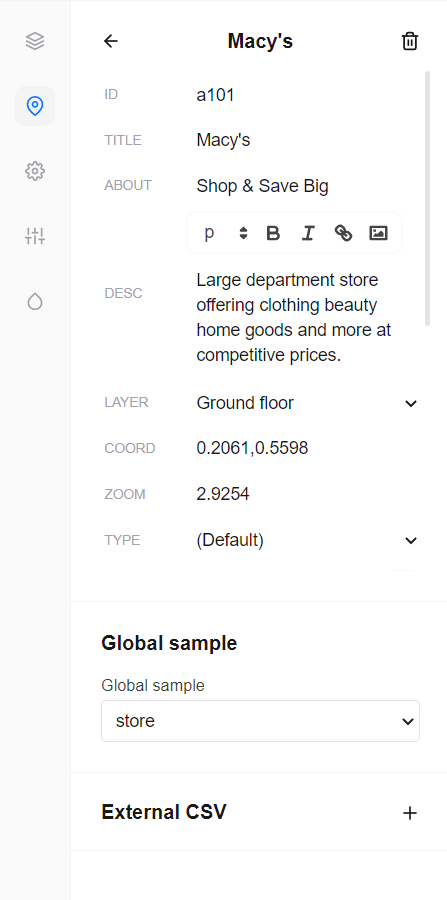 Macy's
ID a101
TITLE Macy's
ABOUT Shop & Save Big
p B I
DESC Large department store
offering clothing beauty
home goods and more at
competitive prices.
LAYER Ground floor
COORD 0.2061,0.5598
ZOOM 2.9254
TYPE (Default)
Global sample
Global sample
store
External CSV